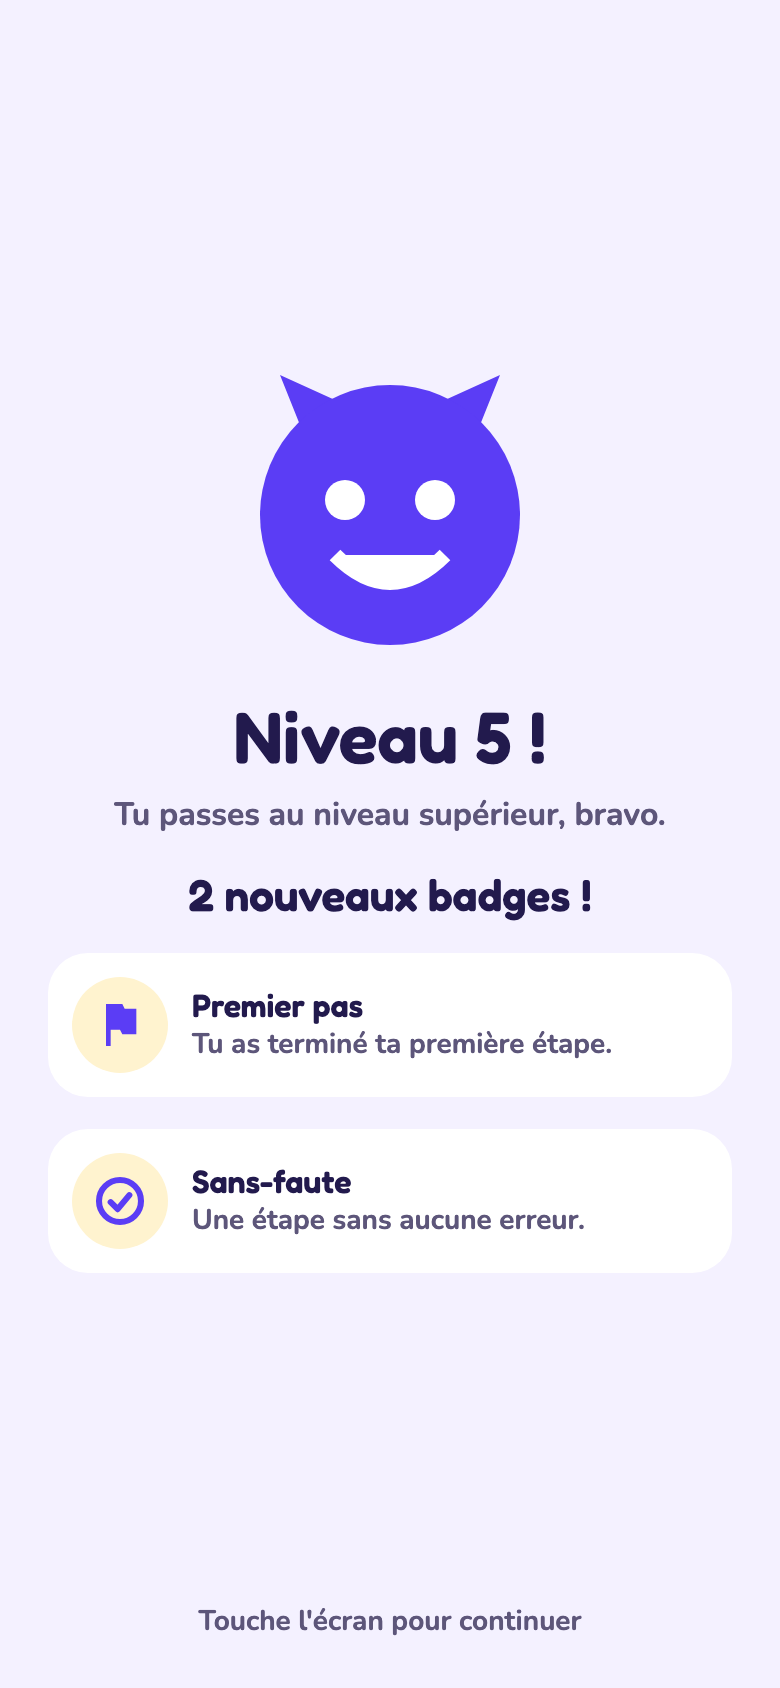 Niveau 5 !
Tu passes au niveau supérieur, bravo.
2 nouveaux badges !
Premier pas
Tu as terminé ta première étape.
Sans-faute
Une étape sans aucune erreur.
Touche l'écran pour continuer